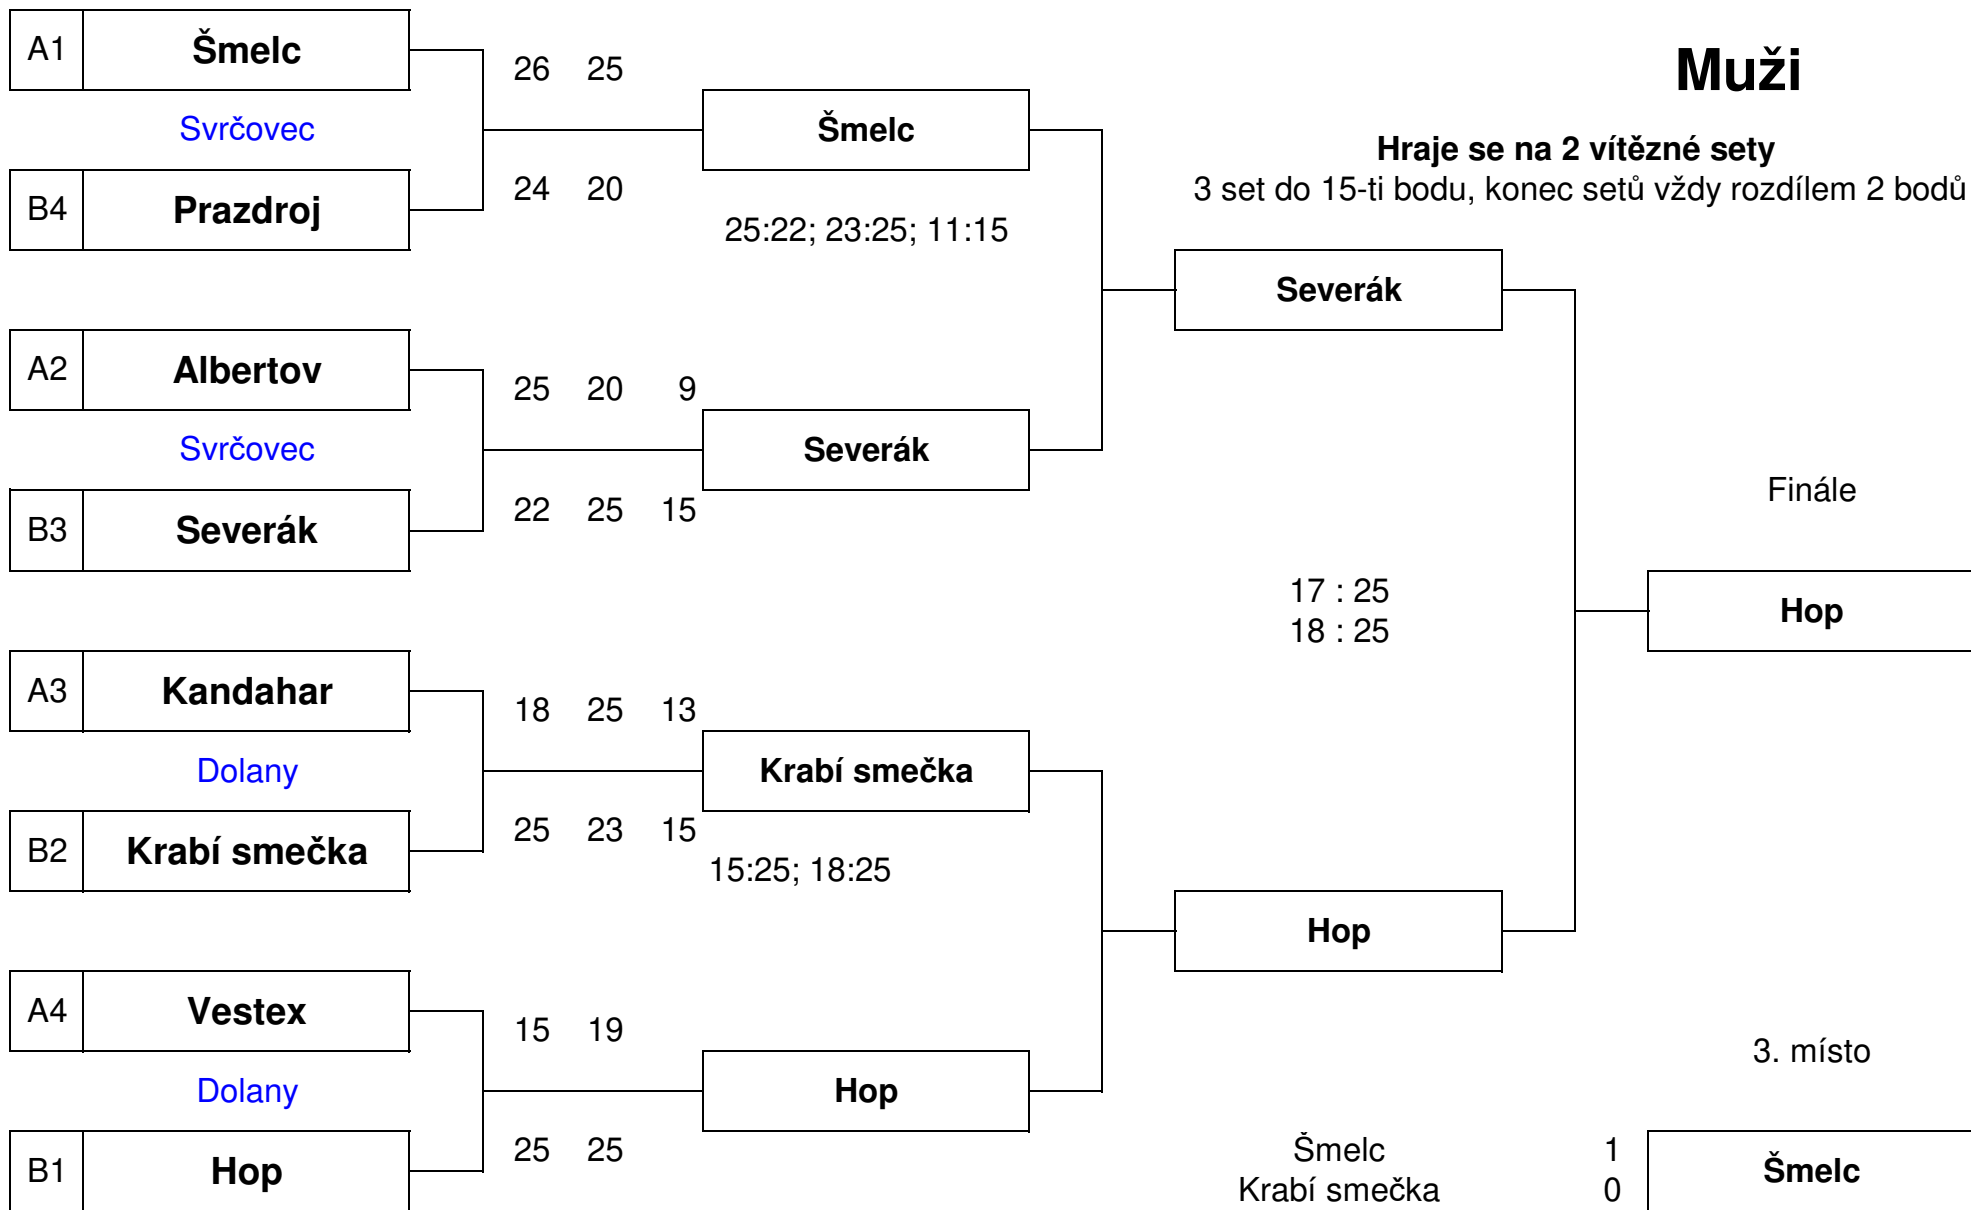 Muži
Hraje se na 2 vítězné sety
3 set do 15-ti bodu, konec setů vždy rozdílem 2 bodů
A1 Šmelc
26 25
Svrčovec
Šmelc
24 20
B4 Prazdroj
25:22; 23:25; 11:15
Severák
A2 Albertov
25 20 9
Svrčovec
Severák
22 25 15
B3 Severák
Finále
17 : 25
18 : 25
Hop
A3 Kandahar
18 25 13
Dolany
Krabí smečka
25 23 15
B2 Krabí smečka
15:25; 18:25
Hop
A4 Vestex
15 19
3. místo
Dolany
Hop
25 25
B1 Hop
Šmelc 1
Krabí smečka 0
Šmelc